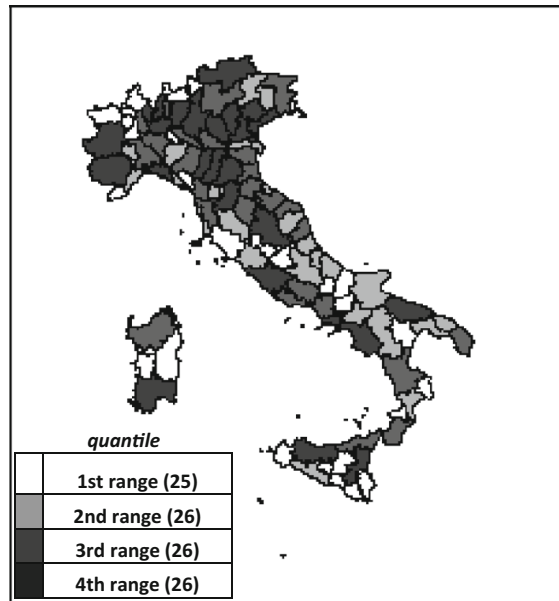 quantile
1st range (25)
2nd range (26)
3rd range (26)
4th range (26)